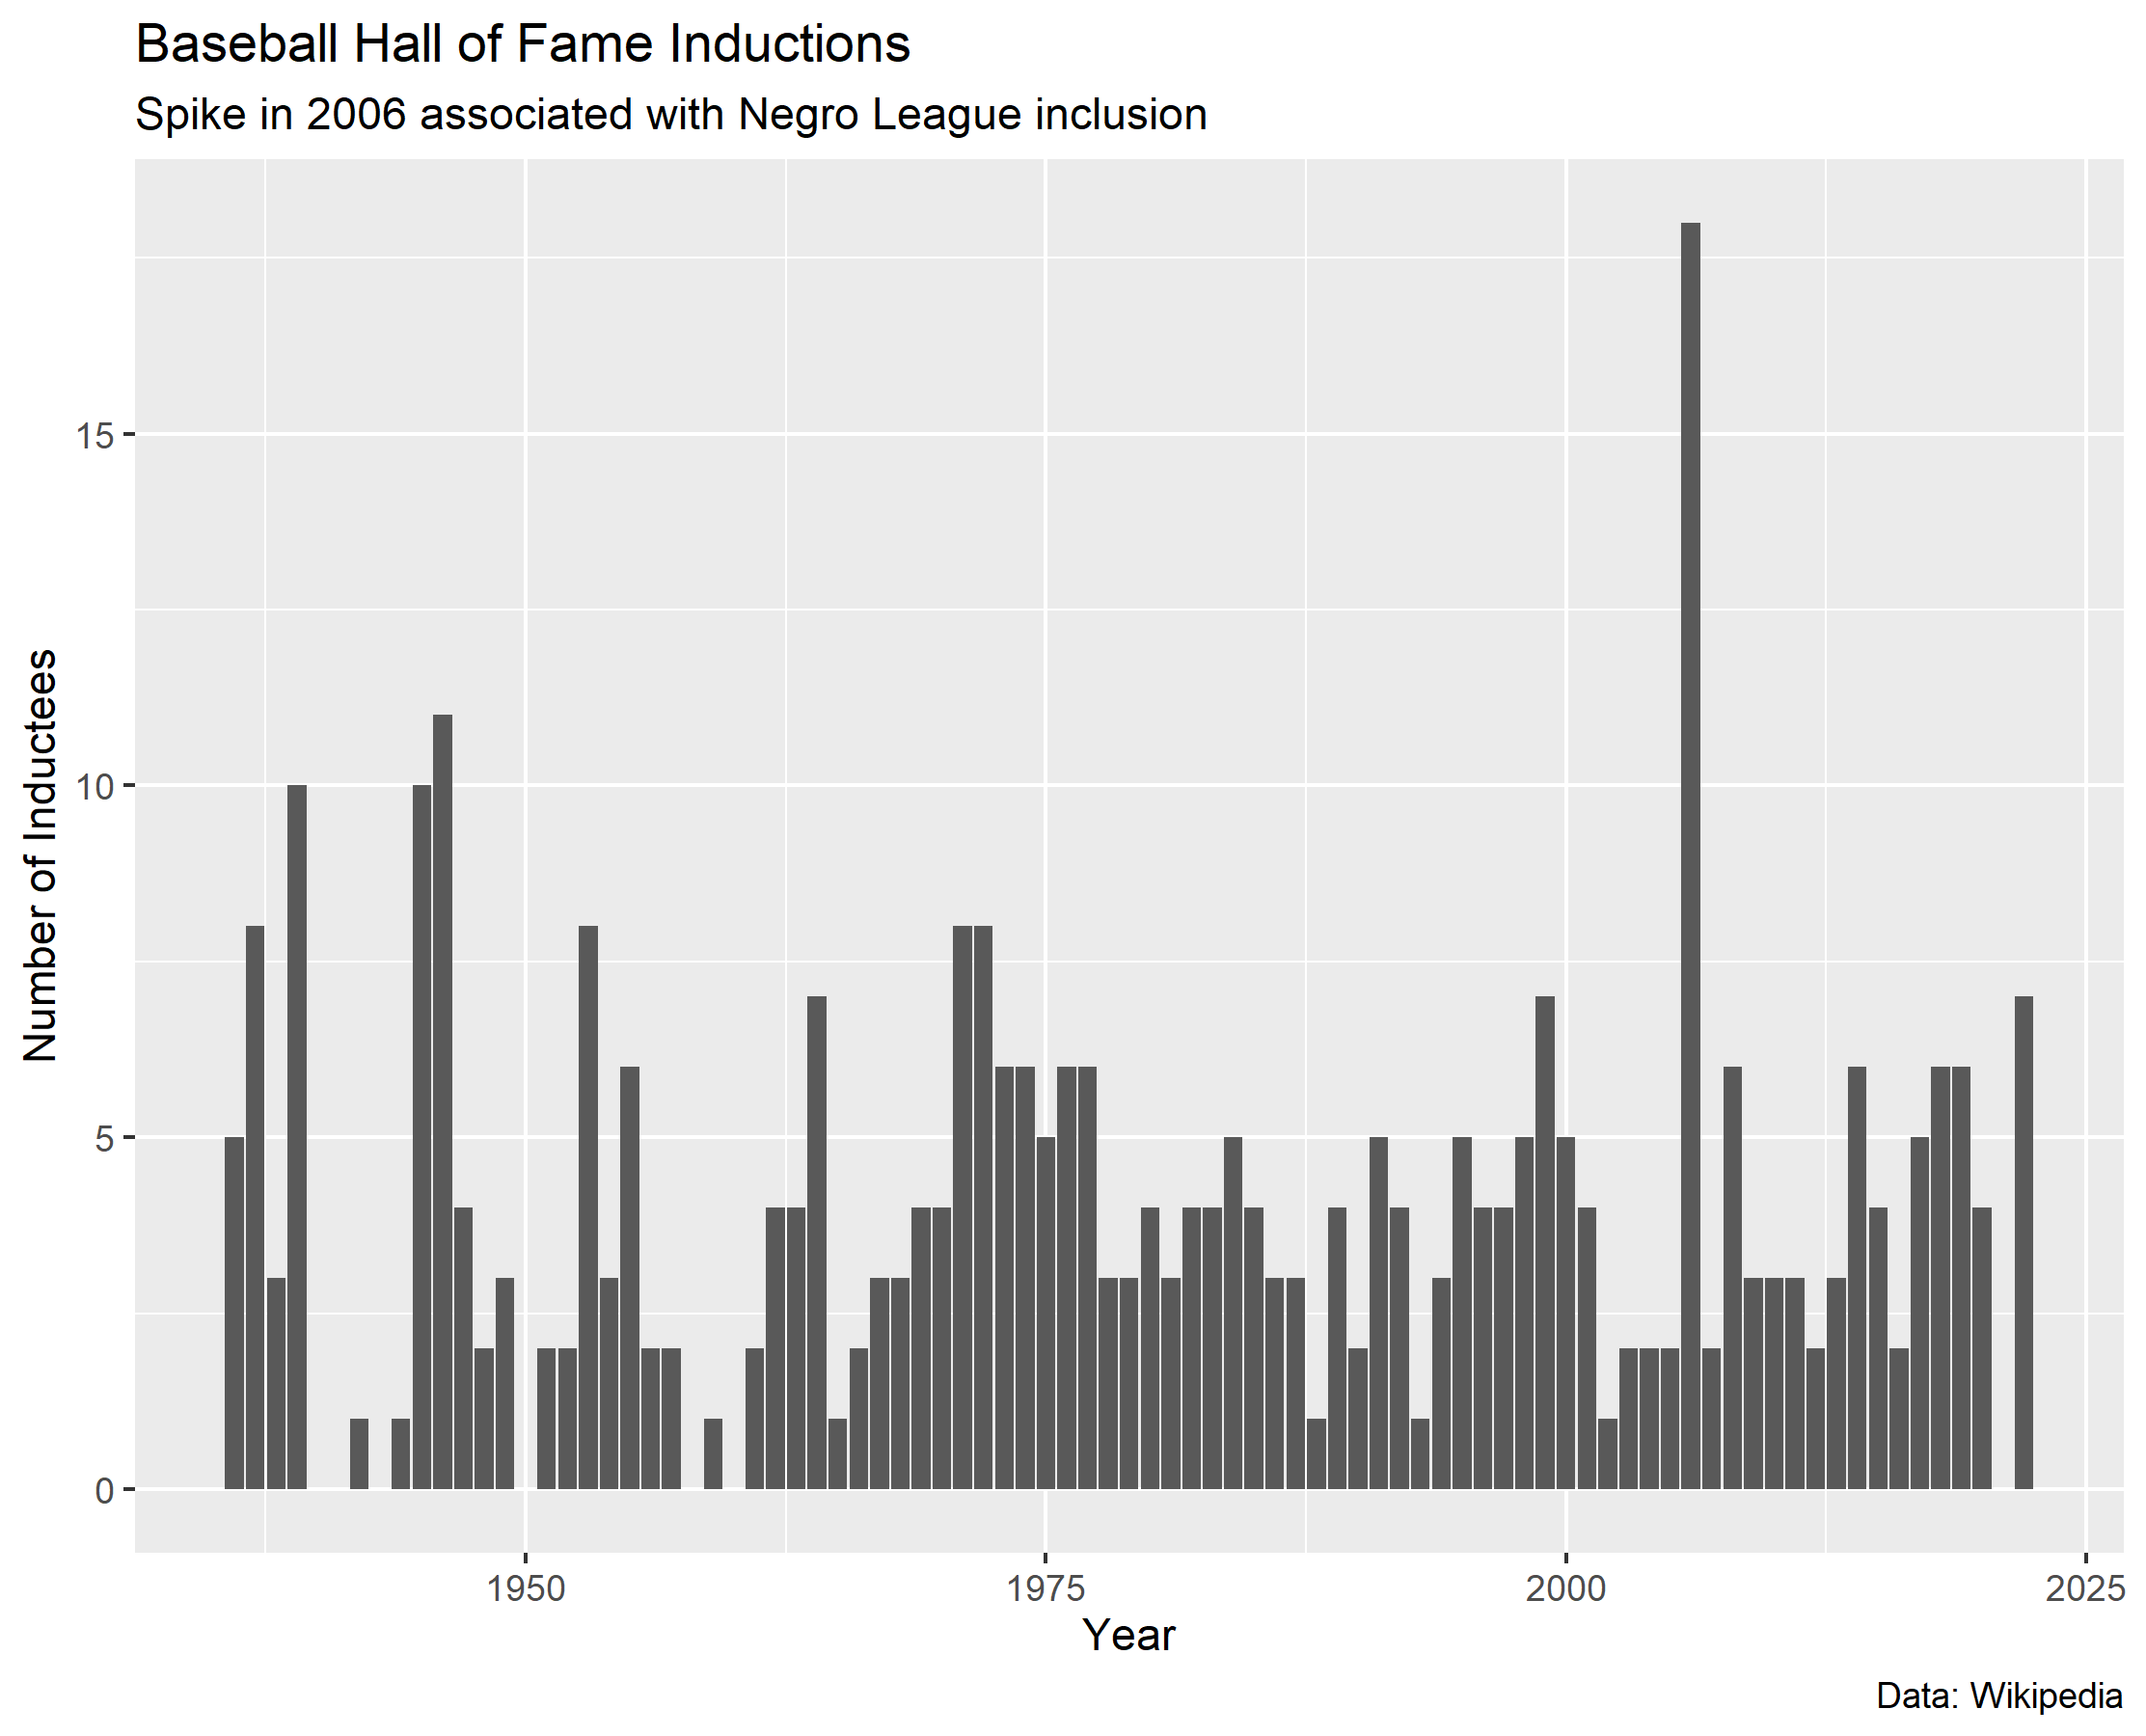 Baseball Hall of Fame Inductions
Spike in 2006 associated with Negro League inclusion
Number of Inductees
15
10
5
0
1950
1975
2000
2025
Year
Data: Wikipedia